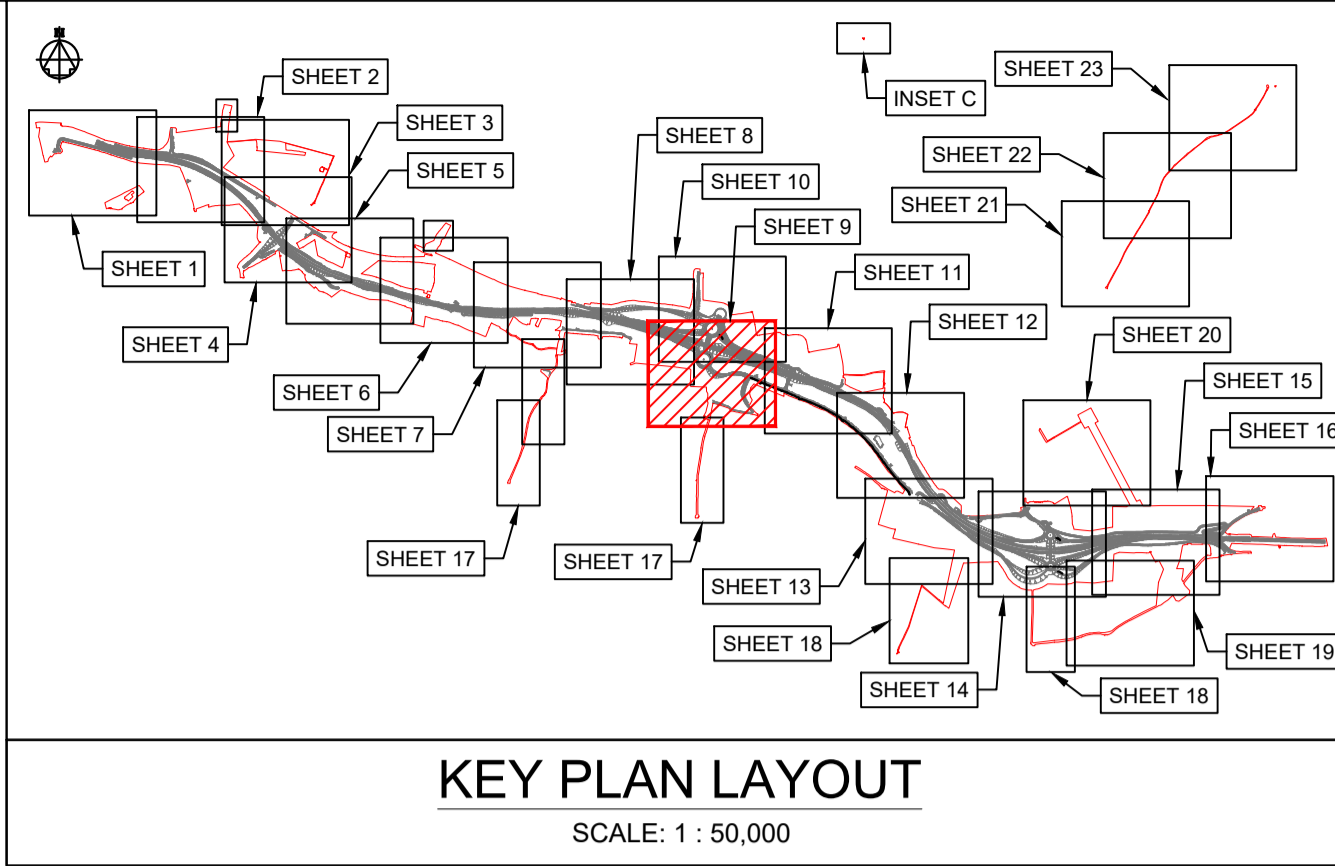 SHEET 2
SHEET 3
SHEET 5
SHEET 8
SHEET 10
SHEET 9
INSET C
SHEET 23
SHEET 22
SHEET 21
SHEET 1
SHEET 4
SHEET 6
SHEET 7
SHEET 11
SHEET 12
SHEET 20
SHEET 15
SHEET 16
SHEET 17
SHEET 17
SHEET 13
SHEET 18
SHEET 14
SHEET 18
SHEET 19
KEY PLAN LAYOUT
SCALE: 1 : 50,000